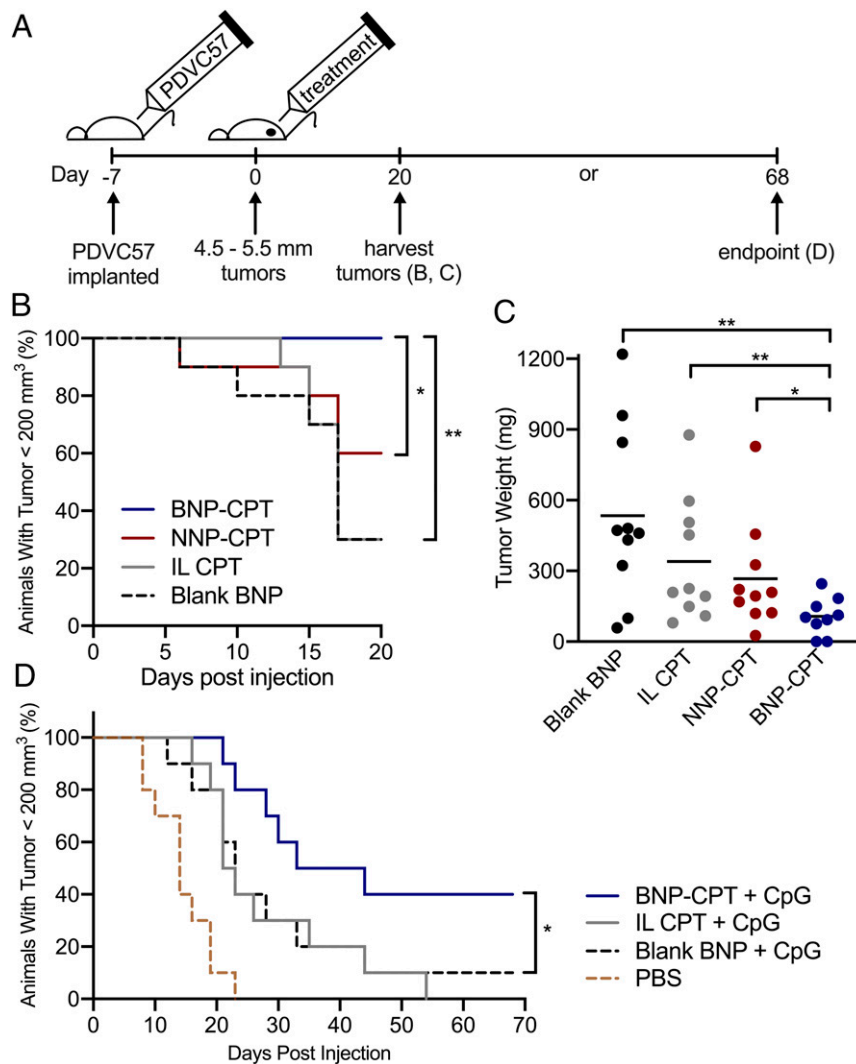 A
PDVC57
treatment
Day -7 0 20 or 68
PDVC57
implanted
4.5 - 5.5 mm
tumors
harvest
tumors (B, C)
endpoint (D)
B
Animals With Tumor < 200 mm³ (%)
100
80
60
40
20
0
BNP-CPT
NNP-CPT
IL CPT
Blank BNP
*
**
0 5 10 15 20
Days post injection
C
Tumor Weight (mg)
1200
900
600
300
0
**
**
*
Blank BNP
IL CPT
NNP-CPT
BNP-CPT
D
Animals With Tumor < 200 mm³ (%)
100
80
60
40
20
0
*
0 10 20 30 40 50 60 70
Days Post Injection
BNP-CPT + CpG
IL CPT + CpG
Blank BNP + CpG
PBS